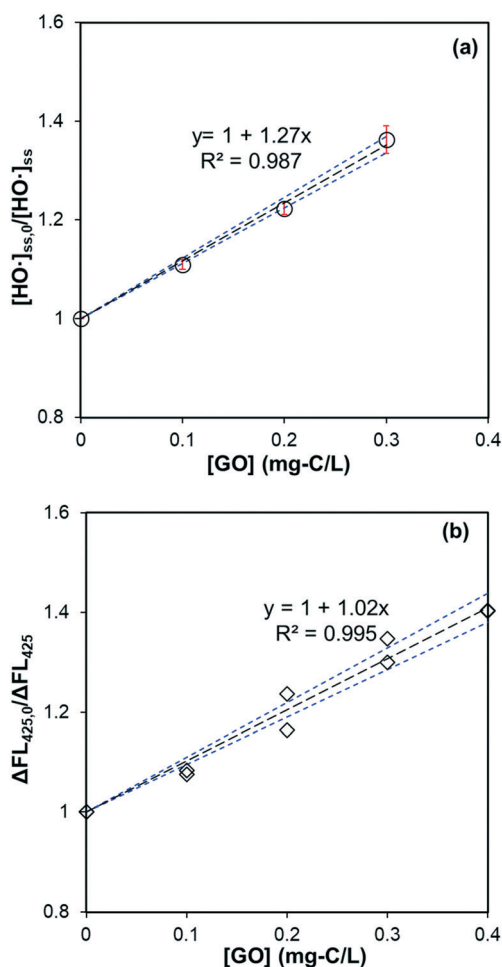 (a)
1.6
1.4
1.2
1
0.8
y= 1 + 1.27x
R² = 0.987
[HO·]ss,0/[HO·]ss
0 0.1 0.2 0.3 0.4
[GO] (mg-C/L)
(b)
1.6
1.4
1.2
1
0.8
y = 1 + 1.02x
R² = 0.995
ΔFL425,0/ΔFL425
0 0.1 0.2 0.3 0.4
[GO] (mg-C/L)